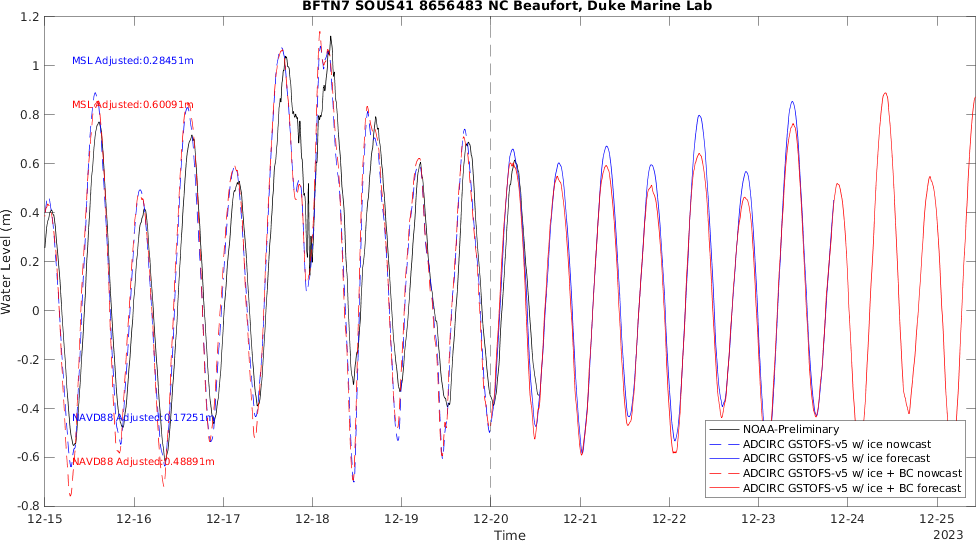 BFTN7 SOUS41 8656483 NC Beaufort, Duke Marine Lab
1.2
1
0.8
0.6
0.4
0.2
0
-0.2
-0.4
-0.6
-0.8
Water Level (m)
MSL Adjusted:0.28451m
MSL Adjusted:0.60091m
NAVD88 Adjusted:0.17251m
NAVD88 Adjusted:0.48891m
NOAA-Preliminary
ADCIRC GSTOFS-v5 w/ ice nowcast
ADCIRC GSTOFS-v5 w/ ice forecast
ADCIRC GSTOFS-v5 w/ ice + BC nowcast
ADCIRC GSTOFS-v5 w/ ice + BC forecast
12-15 12-16 12-17 12-18 12-19 12-20 12-21 12-22 12-23 12-24 12-25
Time
2023